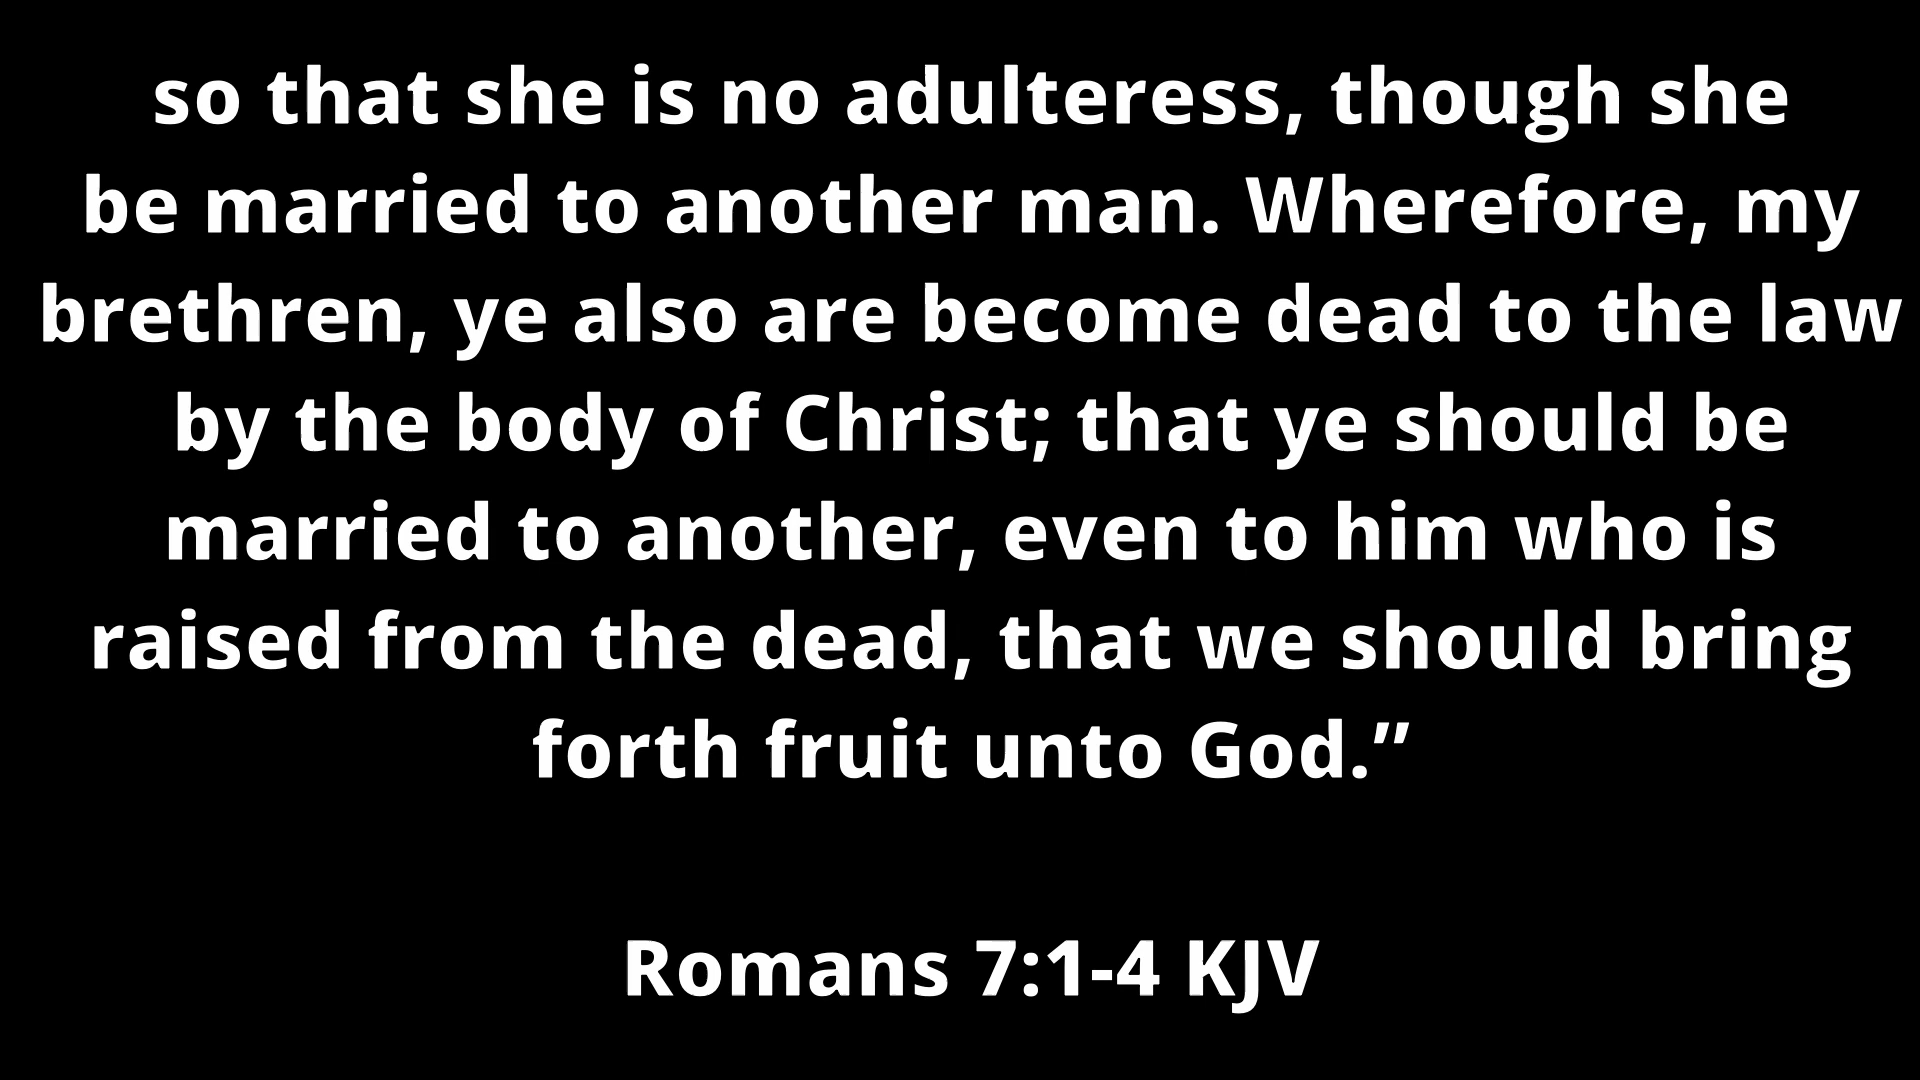 so that she is no adulteress, though she
be married to another man. Wherefore, my
brethren, ye also are become dead to the law
by the body of Christ; that ye should be
married to another, even to him who is
raised from the dead, that we should bring
forth fruit unto God.”
Romans 7:1-4 KJV